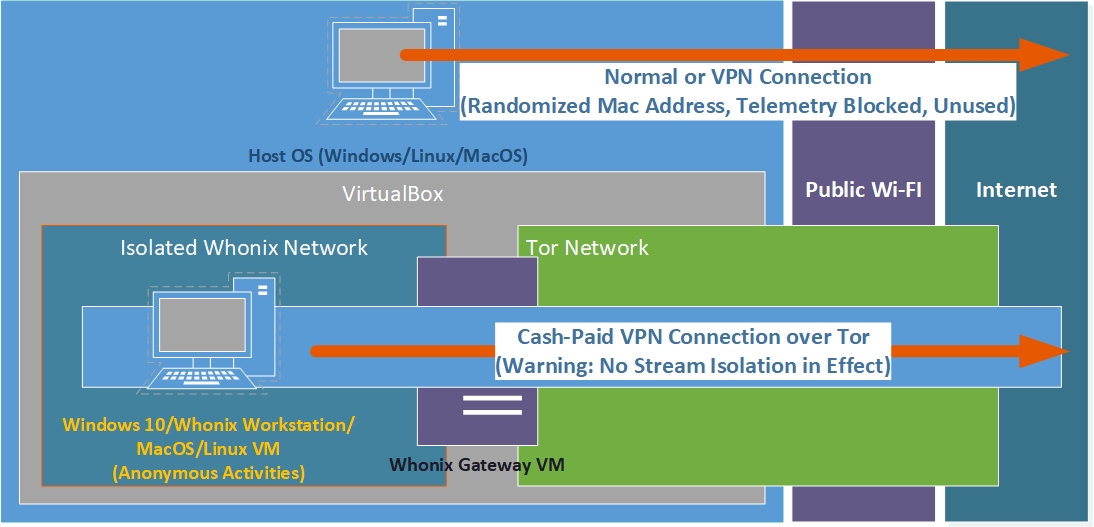 Normal or VPN Connection
(Randomized Mac Address, Telemetry Blocked, Unused)
Host OS (Windows/Linux/MacOS)
Public Wi-FI
Internet
VirtualBox
Isolated Whonix Network
Tor Network
Cash-Paid VPN Connection over Tor
(Warning: No Stream Isolation in Effect)
Windows 10/Whonix Workstation/
MacOS/Linux VM
(Anonymous Activities)
Whonix Gateway VM